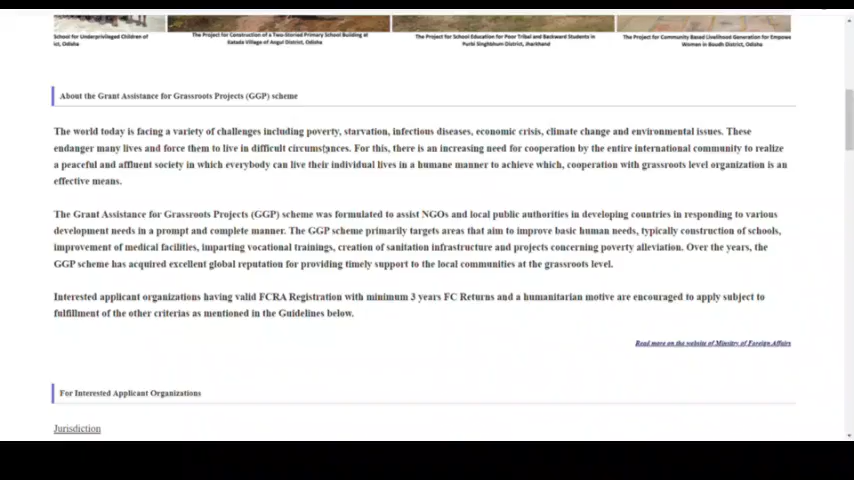 School for Underprivileged Children of
ict, Odisha
The Project for Construction of a Two-Storied Primary School Building at
Village of Angul District, Odisha
The Project for School Education for Poor Tribal and Backward Students in
Purbi Singhbhum District, Jharkhand
The Project for Community Based Livelihood Generation for Empowe
Women in Boudh District, Odisha
About the Grant Assistance for Grassroots Projects (GGP) scheme
The world today is facing a variety of challenges including poverty, starvation, infectious diseases, economic crisis, climate change and environmental issues. These
endanger many lives and force them to live in difficult circumstances. For this, there is an increasing need for cooperation by the entire international community to realize
a peaceful and affluent society in which everybody can live their individual lives in a humane manner to achieve which, cooperation with grassroots level organization is an
effective means.
The Grant Assistance for Grassroots Projects (GGP) scheme was formulated to assist NGOs and local public authorities in developing countries in responding to various
development needs in a prompt and complete manner. The GGP scheme primarily targets areas that aim to improve basic human needs, typically construction of schools,
improvement of medical facilities, imparting vocational trainings, creation of sanitation infrastructure and projects concerning poverty alleviation. Over the years, the
GGP scheme has acquired excellent global reputation for providing timely support to the local communities at the grassroots level.
Interested applicant organizations having valid FCRA Registration with minimum 3 years FC Returns and a humanitarian motive are encouraged to apply subject to
fulfillment of the other criterias as mentioned in the Guidelines below.
Read more on the website of Ministry of Foreign Affairs
For Interested Applicant Organizations
Jurisdiction